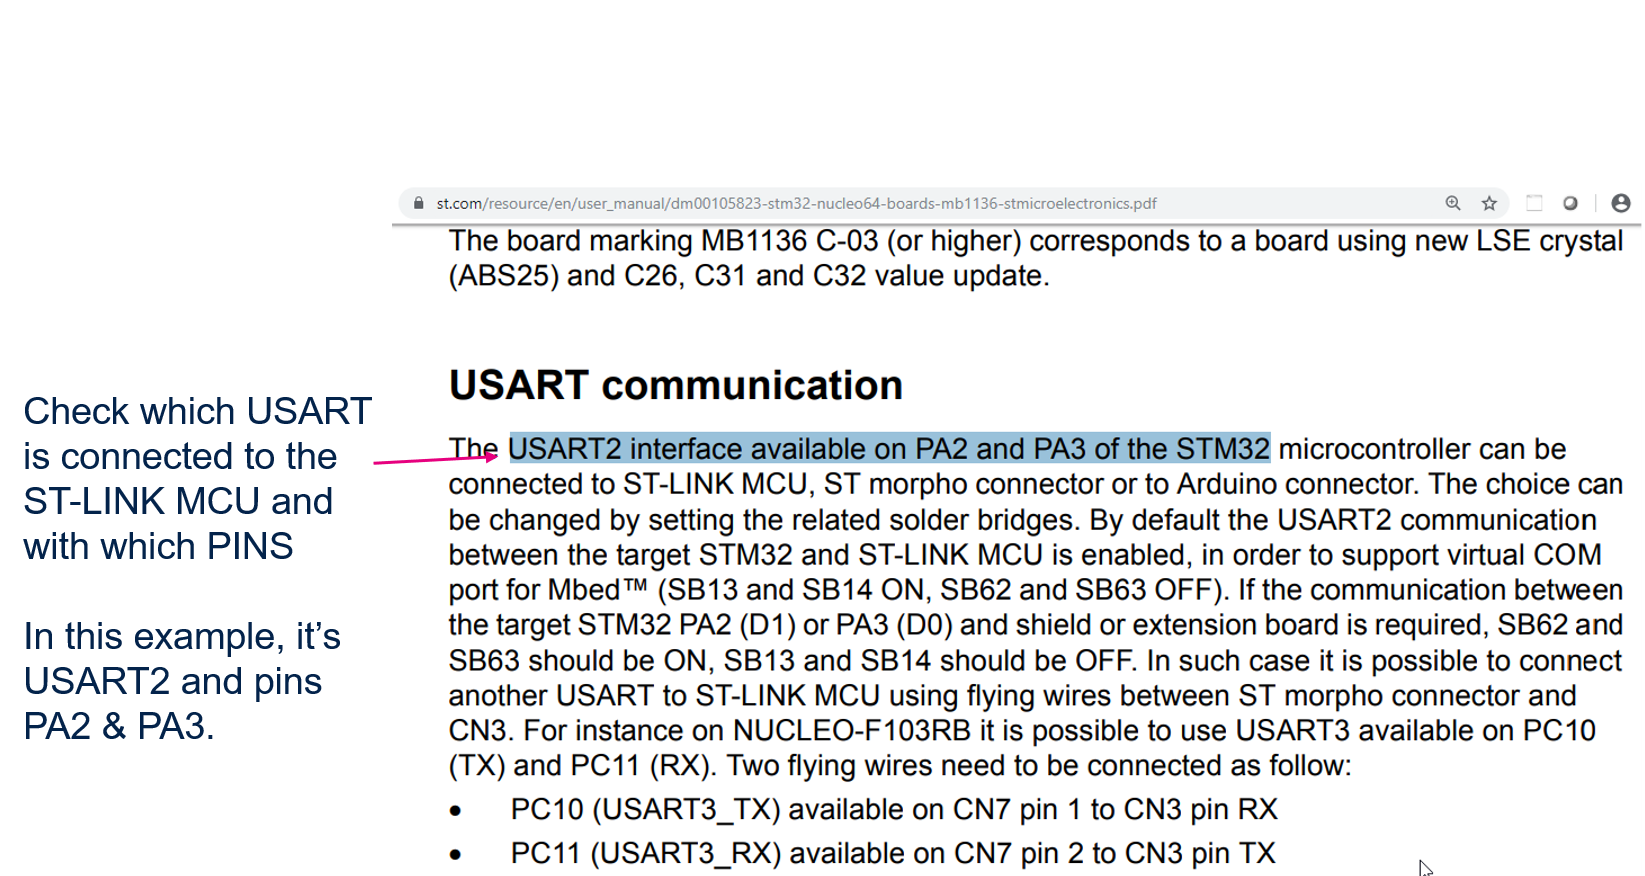 st.com/resource/en/user_manual/dm00105823-stm32-nucleo64-boards-mb1136-stmicroelectronics.pdf
The board marking MB1136 C-03 (or higher) corresponds to a board using new LSE crystal
(ABS25) and C26, C31 and C32 value update.
Check which USART
is connected to the
ST-LINK MCU and
with which PINS
In this example, it’s
USART2 and pins
PA2 & PA3.
USART communication
The USART2 interface available on PA2 and PA3 of the STM32 microcontroller can be
connected to ST-LINK MCU, ST morpho connector or to Arduino connector. The choice can
be changed by setting the related solder bridges. By default the USART2 communication
between the target STM32 and ST-LINK MCU is enabled, in order to support virtual COM
port for Mbed™ (SB13 and SB14 ON, SB62 and SB63 OFF). If the communication between
the target STM32 PA2 (D1) or PA3 (D0) and shield or extension board is required, SB62 and
SB63 should be ON, SB13 and SB14 should be OFF. In such case it is possible to connect
another USART to ST-LINK MCU using flying wires between ST morpho connector and
CN3. For instance on NUCLEO-F103RB it is possible to use USART3 available on PC10
(TX) and PC11 (RX). Two flying wires need to be connected as follow:
• PC10 (USART3_TX) available on CN7 pin 1 to CN3 pin RX
• PC11 (USART3_RX) available on CN7 pin 2 to CN3 pin TX